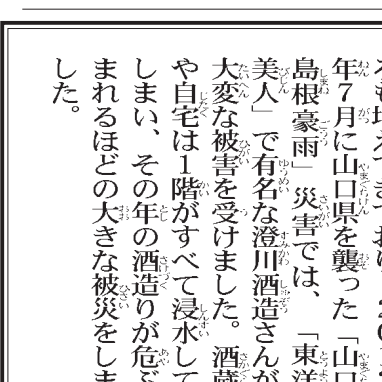 年7月に山口県を襲った「山口
島根豪雨」災害では、「東洋
美人」で有名な澄川酒造さんが
大変な被害を受けました。酒蔵
や自宅は1階がすべて浸水して
しまい、その年の酒造りが危ぶ
まれるほどの大きな被災をしま
した。